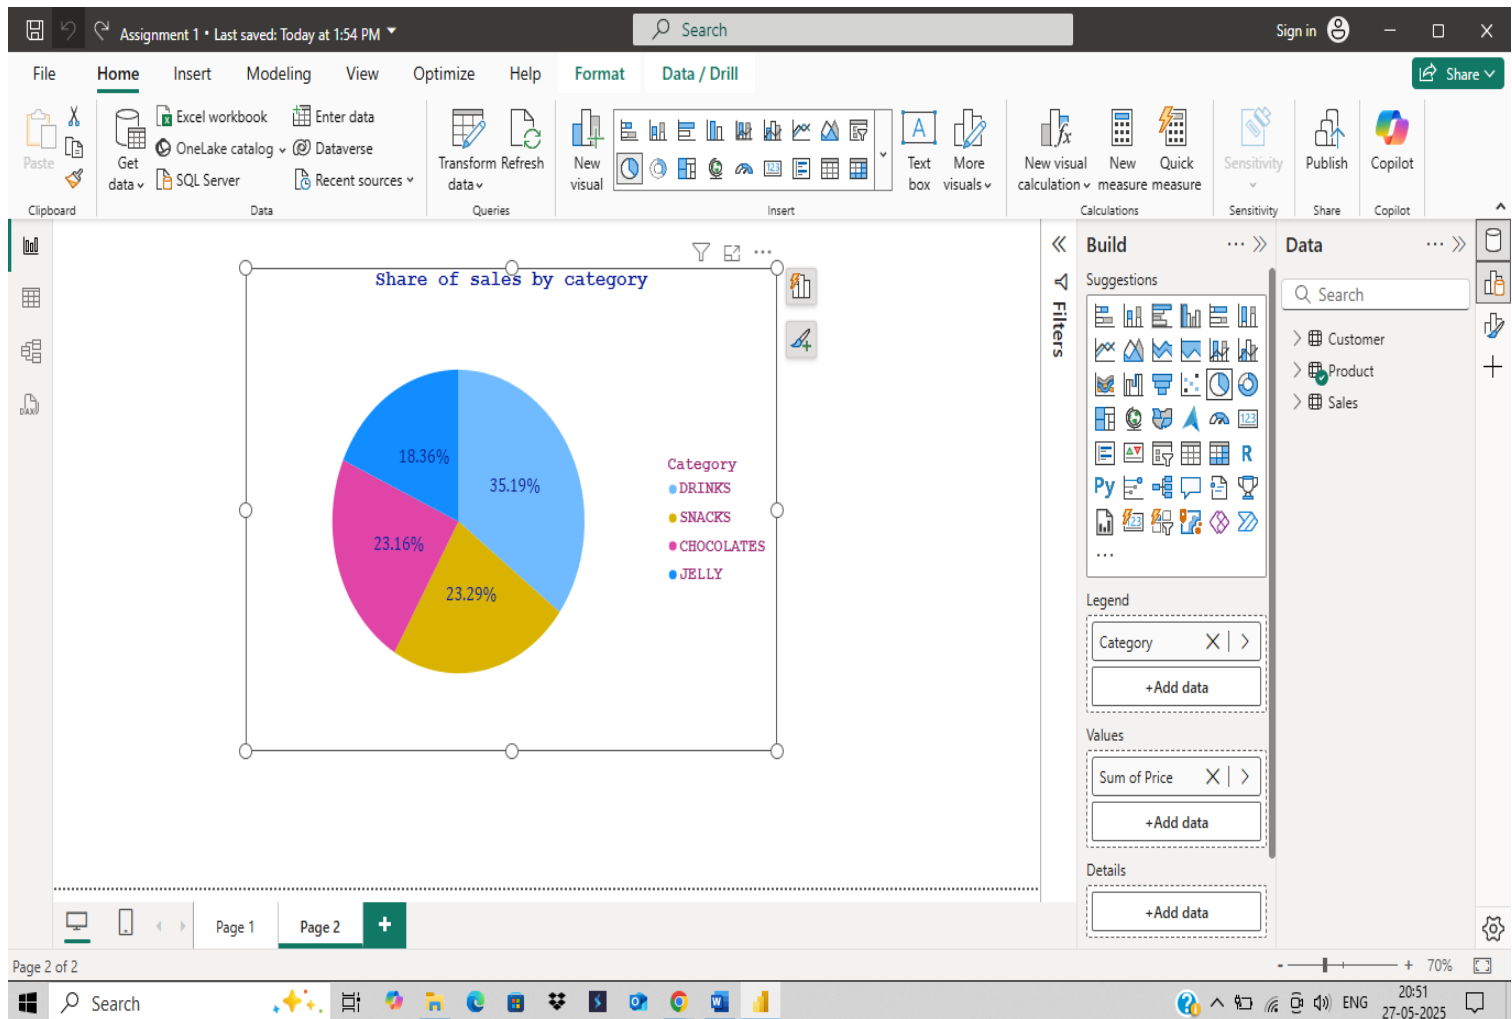 Assignment 1 • Last saved: Today at 1:54 PM
Search
Sign in
File Home Insert Modeling View Optimize Help Format Data / Drill
Share
Paste
Clipboard
Get data
Excel workbook
OneLake catalog
SQL Server
Enter data
Dataverse
Recent sources
Data
Transform data
Refresh
Queries
New visual
123
A
Text box
More visuals
Insert
fx
New visual calculation
New measure
Quick measure
Calculations
Sensitivity
Sensitivity
Publish
Share
Copilot
Copilot
DAX
Share of sales by category
18.36%
35.19%
23.16%
23.29%
Category
DRINKS
SNACKS
CHOCOLATES
JELLY
Filters
Build
Suggestions
123
R
Py
123
...
Legend
Category
+Add data
Values
Sum of Price
+Add data
Details
+Add data
Data
Search
Customer
Product
Sales
Page 1
Page 2
+
Page 2 of 2
- + 70%
Search
ENG
20:51
27-05-2025